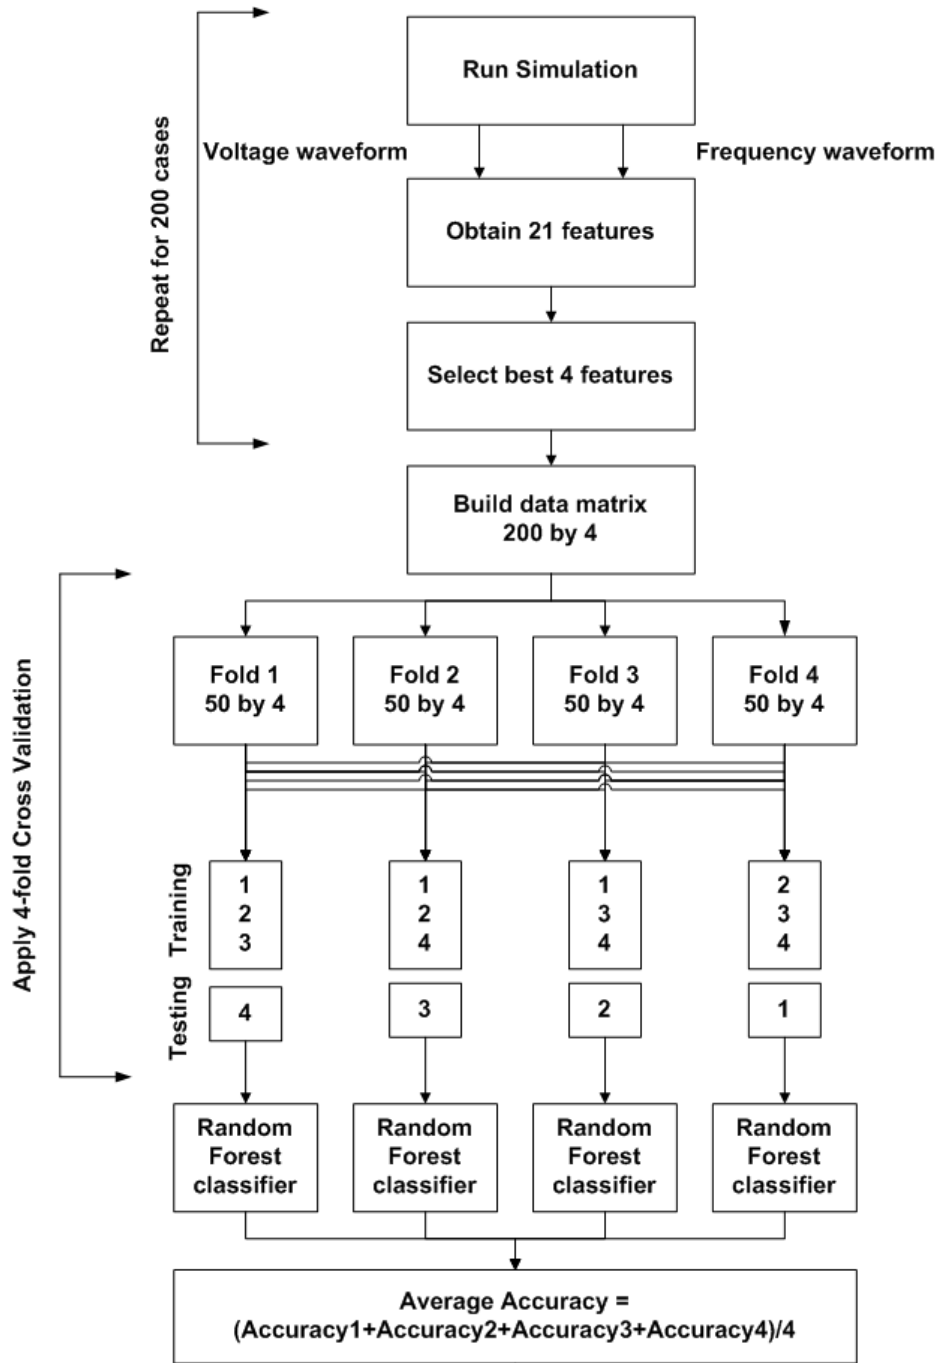 Run Simulation
Voltage waveform
Frequency waveform
Repeat for 200 cases
Obtain 21 features
Select best 4 features
Build data matrix
200 by 4
Apply 4-fold Cross Validation
Fold 1
50 by 4
Fold 2
50 by 4
Fold 3
50 by 4
Fold 4
50 by 4
Training
1
2
3
1
2
4
1
3
4
2
3
4
Testing
4
3
2
1
Random
Forest
classifier
Random
Forest
classifier
Random
Forest
classifier
Random
Forest
classifier
Average Accuracy =
(Accuracy1+Accuracy2+Accuracy3+Accuracy4)/4